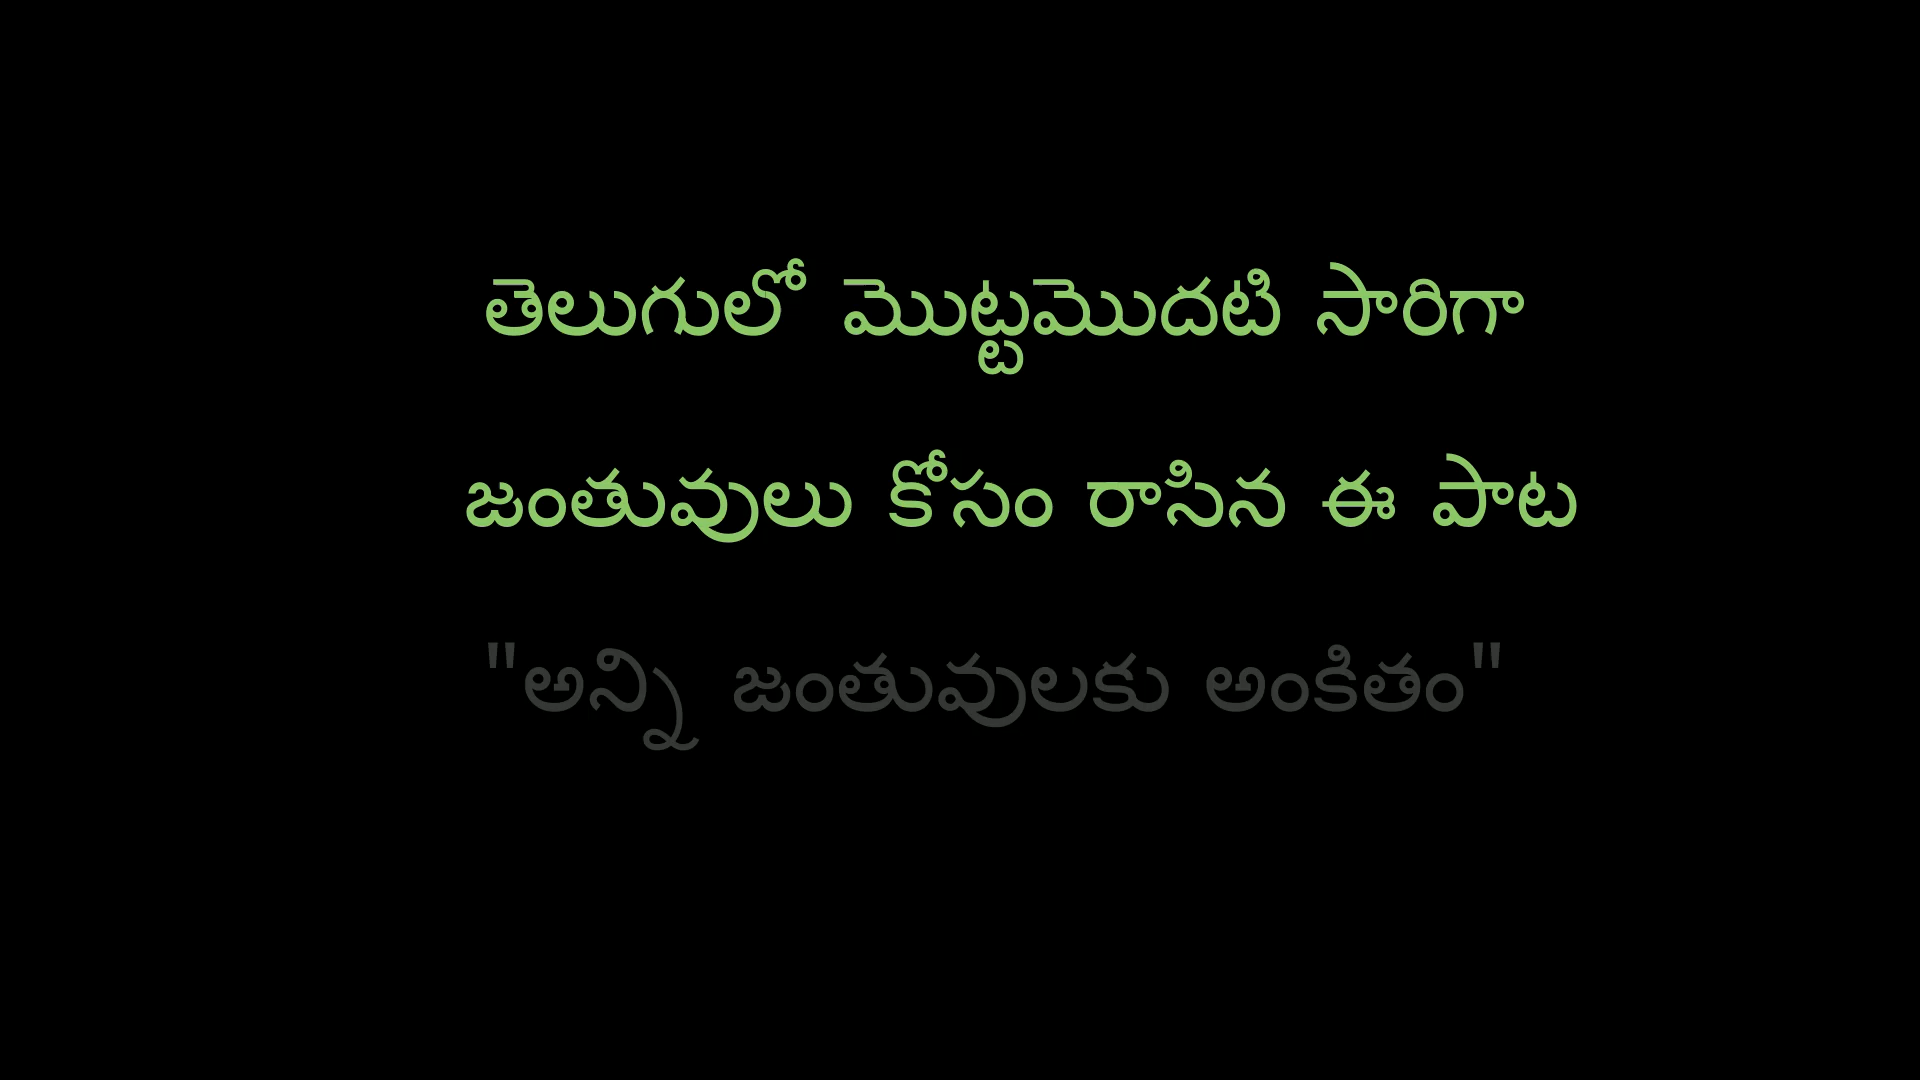 తెలుగులో మొట్టమొదటి సారిగా
జంతువులు కోసం రాసిన ఈ పాట
"అన్ని జంతువులకు అంకితం"